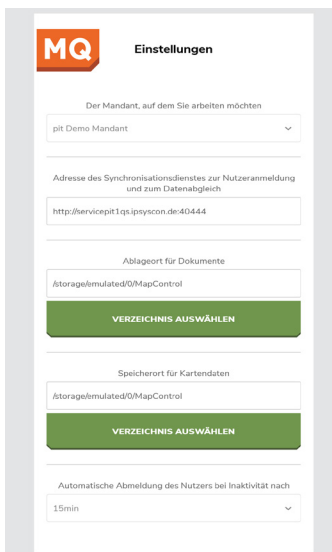 MQ
Einstellungen
Der Mandant, auf dem Sie arbeiten möchten
pit Demo Mandant
Adresse des Synchronisationsdienstes zur Nutzeranmeldung
und zum Datenabgleich
http://servicepit1qs.ipsyscon.de:40444
Ablageort für Dokumente
/storage/emulated/0/MapControl
VERZEICHNIS AUSWÄHLEN
Speicherort für Kartendaten
/storage/emulated/0/MapControl
VERZEICHNIS AUSWÄHLEN
Automatische Abmeldung des Nutzers bei Inaktivität nach
15min